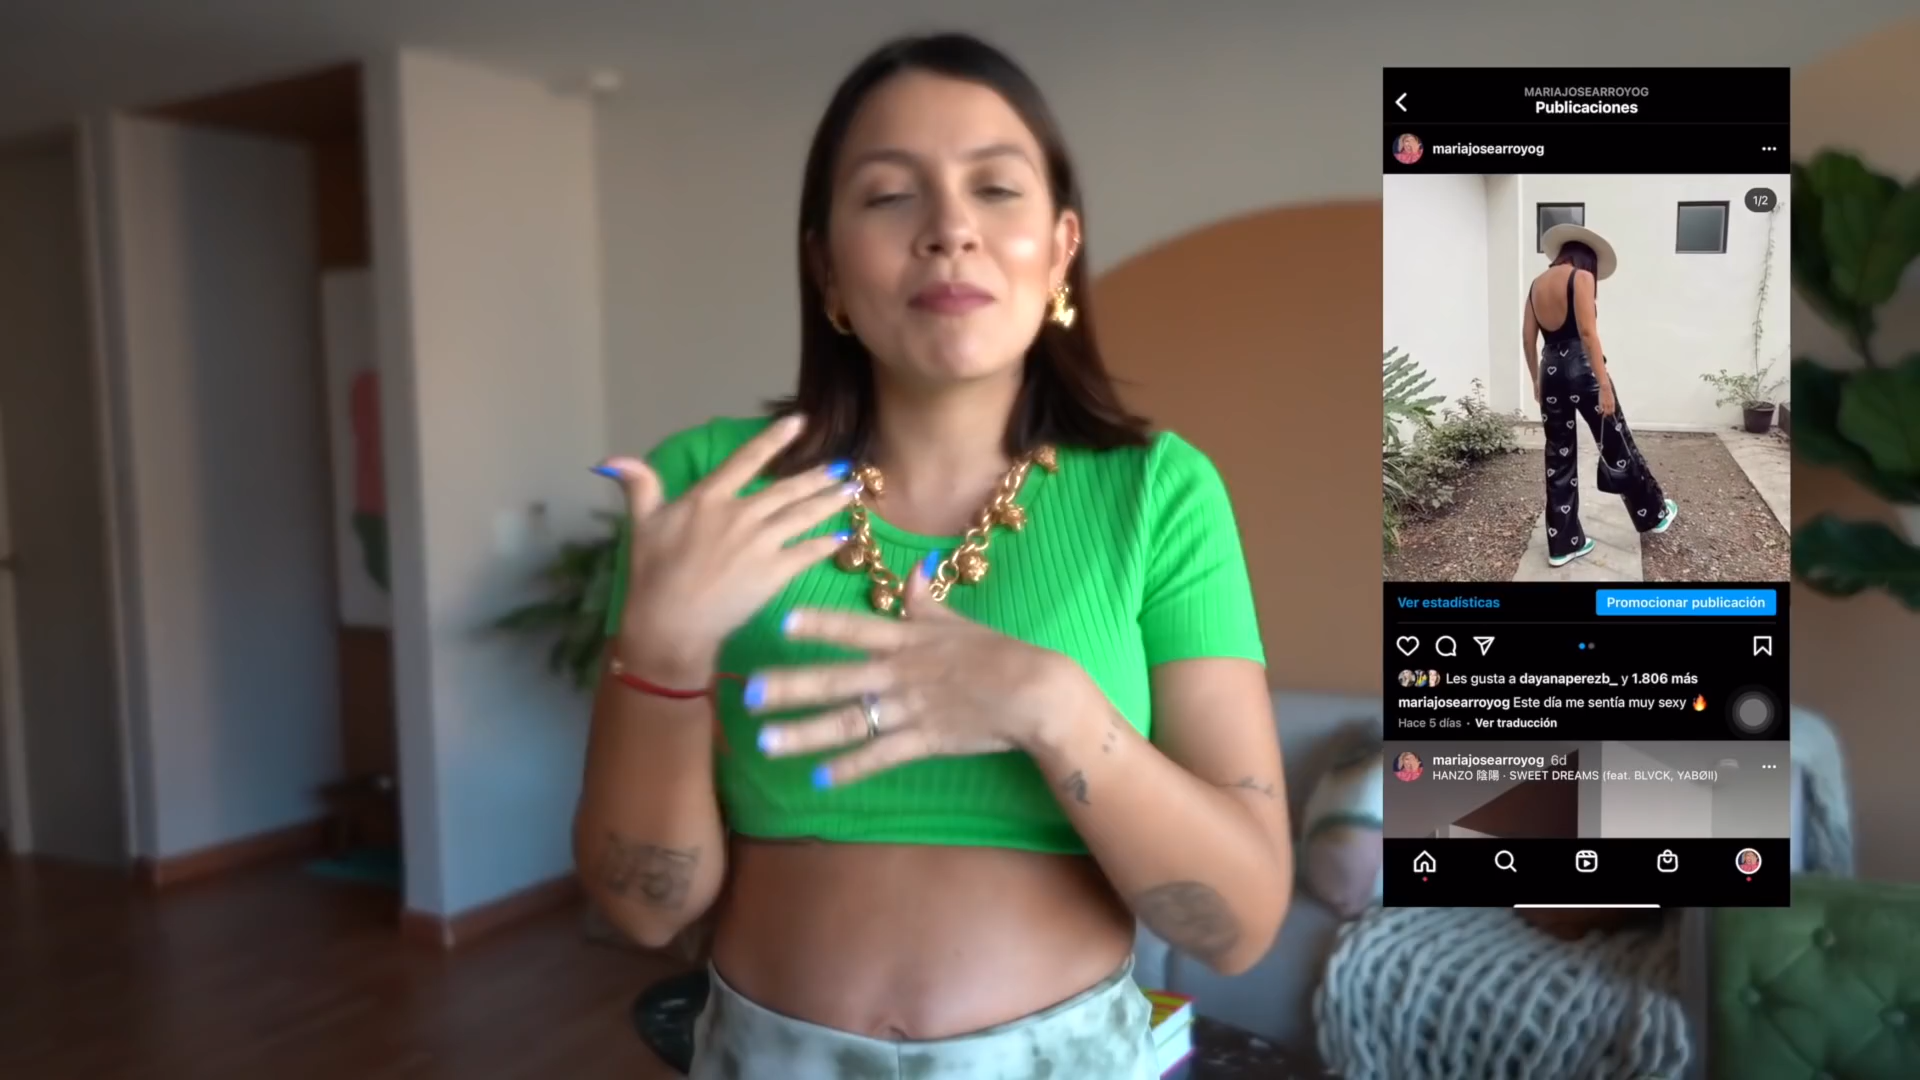 MARIAJOSEARROYOG
Publicaciones
mariajosearroyog
1/2
Ver estadísticas
Promocionar publicación
Les gusta a dayanaperezb_ y 1.806 más
mariajosearroyog Este día me sentía muy sexy 🔥
Hace 5 días · Ver traducción
mariajosearroyog 6d
HANZO 陰陽 · SWEET DREAMS (feat. BLVCK, YABØII)